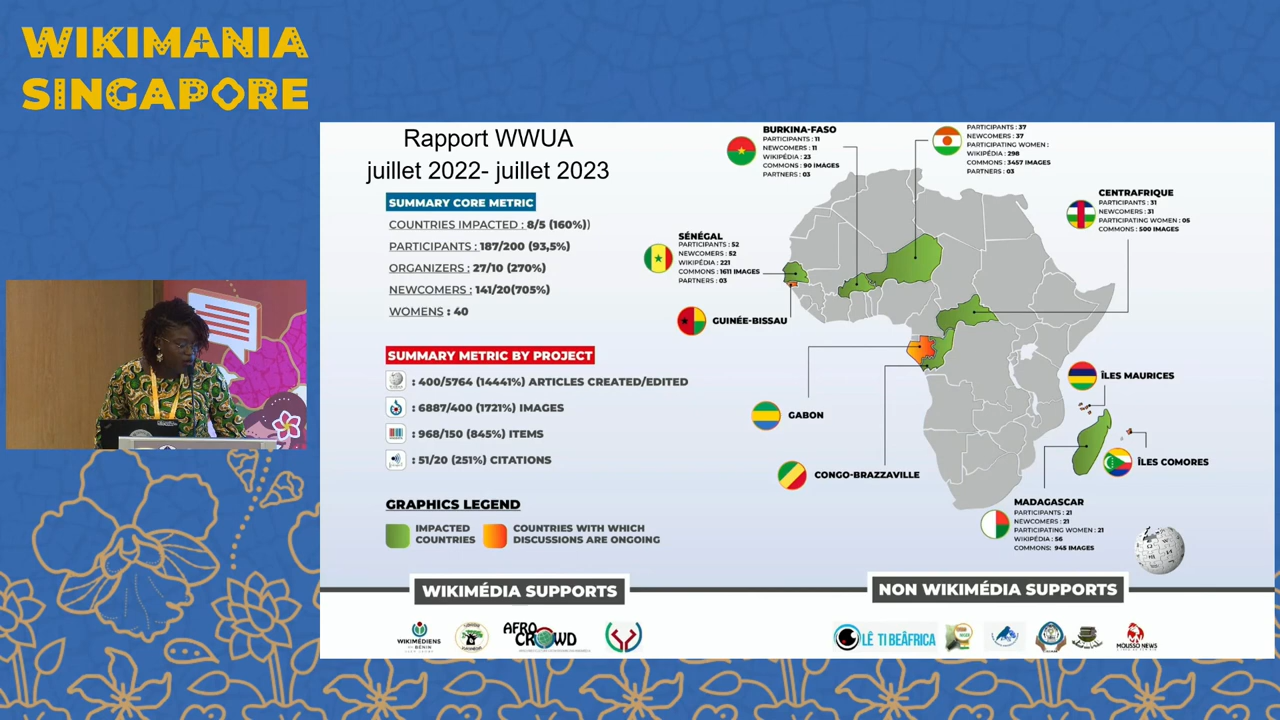 WIKIMANIA
SINGAPORE
Rapport WWUA
juillet 2022- juillet 2023
SUMMARY CORE METRIC
COUNTRIES IMPACTED : 8/5 (160%))
PARTICIPANTS : 187/200 (93,5%)
ORGANIZERS : 27/10 (270%)
NEWCOMERS : 141/20(705%)
WOMENS : 40
SUMMARY METRIC BY PROJECT
: 400/5764 (14441%) ARTICLES CREATED/EDITED
: 6887/400 (1721%) IMAGES
: 968/150 (845%) ITEMS
: 51/20 (251%) CITATIONS
GRAPHICS LEGEND
IMPACTED
COUNTRIES
COUNTRIES WITH WHICH
DISCUSSIONS ARE ONGOING
BURKINA-FASO
PARTICIPANTS : 11
NEWCOMERS : 11
WIKIPÉDIA : 23
COMMONS : 90 IMAGES
PARTNERS : 03
PARTICIPANTS : 37
NEWCOMERS : 37
PARTICIPATING WOMEN :
WIKIPÉDIA : 298
COMMONS : 3457 IMAGES
PARTNERS : 03
CENTRAFRIQUE
PARTICIPANTS : 31
NEWCOMERS : 31
PARTICIPATING WOMEN : 05
COMMONS : 500 IMAGES
SÉNÉGAL
PARTICIPANTS : 52
NEWCOMERS : 52
WIKIPÉDIA : 221
COMMONS : 1611 IMAGES
PARTNERS : 03
GUINÉE-BISSAU
GABON
CONGO-BRAZZAVILLE
ÎLES MAURICES
ÎLES COMORES
MADAGASCAR
PARTICIPANTS : 21
NEWCOMERS : 21
PARTICIPATING WOMEN : 21
WIKIPÉDIA : 56
COMMONS: 945 IMAGES
WIKIMÉDIA SUPPORTS
NON WIKIMÉDIA SUPPORTS
WIKIMÉDIENS
AFRO
CROWD
LÊ TI BEÂFRICA
MOUSSO NEWS